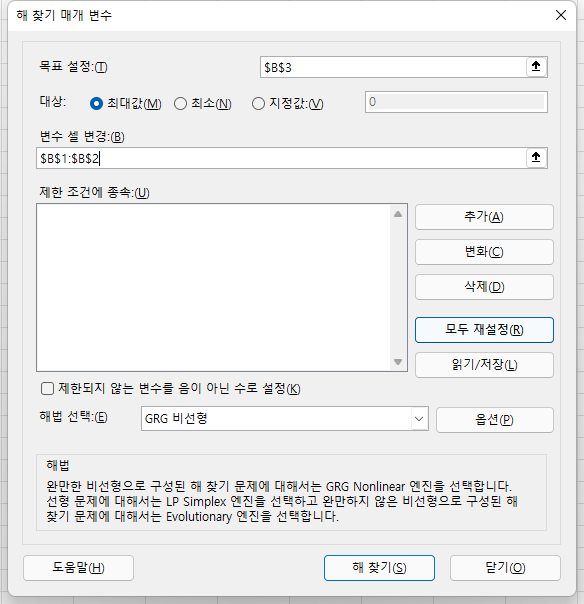 해 찾기 매개 변수
목표 설정:(T) $B$3
대상: 최대값(M) 최소(N) 지정값:(V) 0
변수 셀 변경:(B)
$B$1:$B$2
제한 조건에 종속:(U)
추가(A)
변화(C)
삭제(D)
모두 재설정(R)
읽기/저장(L)
제한되지 않는 변수를 음이 아닌 수로 설정(K)
해법 선택:(E) GRG 비선형 옵션(P)
해법
완만한 비선형으로 구성된 해 찾기 문제에 대해서는 GRG Nonlinear 엔진을 선택합니다.
선형 문제에 대해서는 LP Simplex 엔진을 선택하고 완만하지 않은 비선형으로 구성된 해
찾기 문제에 대해서는 Evolutionary 엔진을 선택합니다.
도움말(H) 해 찾기(S) 닫기(O)